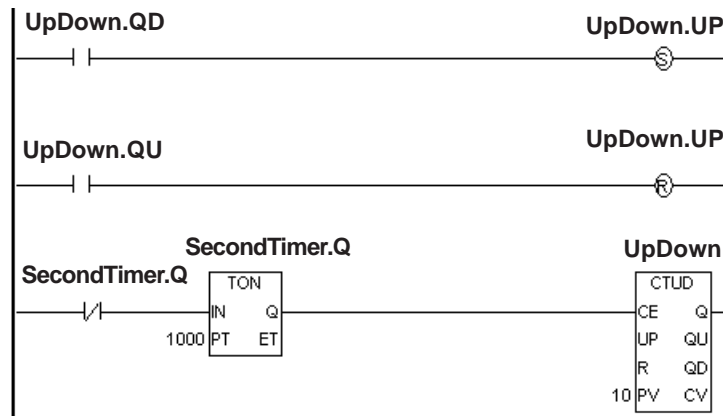 UpDown.QD
UpDown.UP
S
UpDown.QU
UpDown.UP
R
SecondTimer.Q
UpDown
SecondTimer.Q
TON
CTUD
IN Q
CE Q
1000 PT ET
UP QU
R QD
10 PV CV